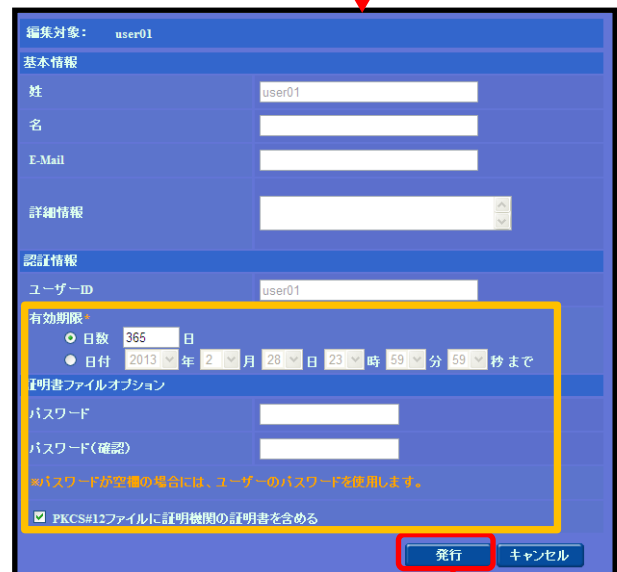 編集対象： user01
基本情報
姓 user01
名
E-Mail
詳細情報
認証情報
ユーザーID user01
有効期限*
日数 365 日
日付 2013 年 2 月 28 日 23 時 59 分 59 秒 まで
証明書ファイルオプション
パスワード
パスワード(確認)
※パスワードが空欄の場合には、ユーザーのパスワードを使用します。
PKCS#12ファイルに証明機関の証明書を含める
発行 キャンセル